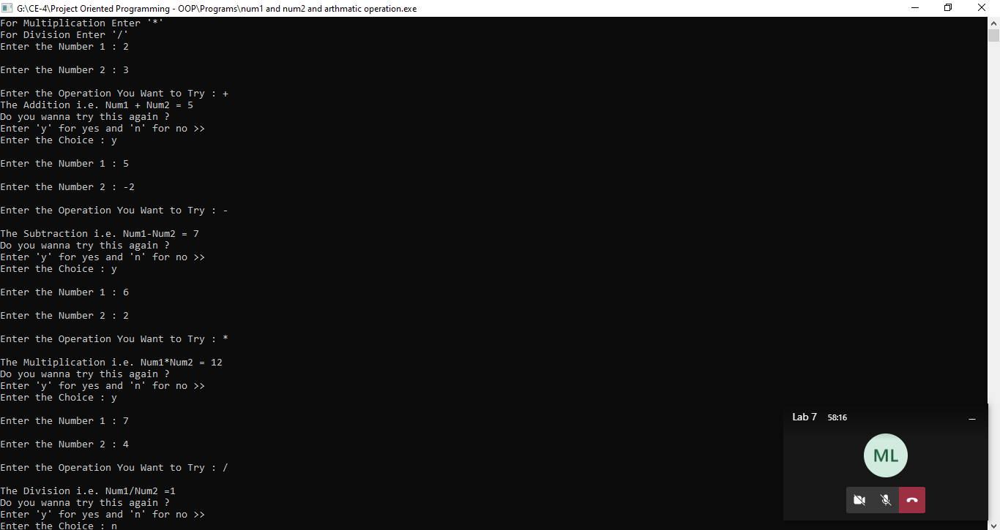 G:\CE-4\Project Oriented Programming - OOP\Programs\num1 and num2 and arthmatic operation.exe
For Multiplication Enter '*'
For Division Enter '/'
Enter the Number 1 : 2
Enter the Number 2 : 3
Enter the Operation You Want to Try : +
The Addition i.e. Num1 + Num2 = 5
Do you wanna try this again ?
Enter 'y' for yes and 'n' for no >>
Enter the Choice : y
Enter the Number 1 : 5
Enter the Number 2 : -2
Enter the Operation You Want to Try : -
The Subtraction i.e. Num1-Num2 = 7
Do you wanna try this again ?
Enter 'y' for yes and 'n' for no >>
Enter the Choice : y
Enter the Number 1 : 6
Enter the Number 2 : 2
Enter the Operation You Want to Try : *
The Multiplication i.e. Num1*Num2 = 12
Do you wanna try this again ?
Enter 'y' for yes and 'n' for no >>
Enter the Choice : y
Enter the Number 1 : 7
Enter the Number 2 : 4
Enter the Operation You Want to Try : /
The Division i.e. Num1/Num2 =1
Do you wanna try this again ?
Enter 'y' for yes and 'n' for no >>
Enter the Choice : n
Lab 7 58:16
ML